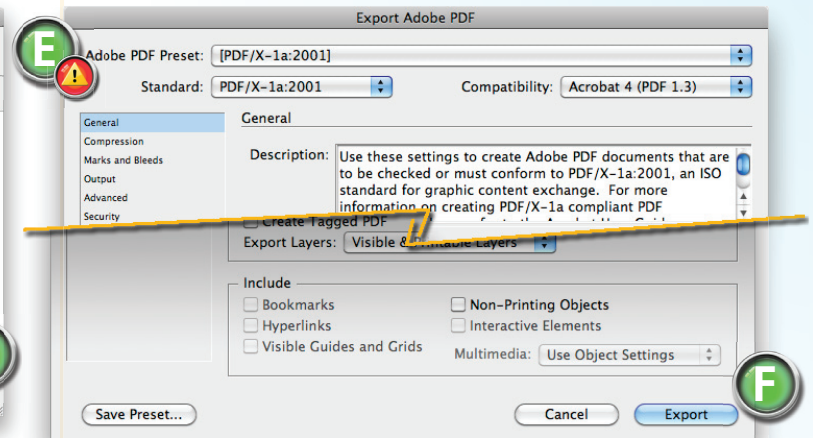 Export Adobe PDF
E
Adobe PDF Preset: [PDF/X-1a:2001]
Standard: PDF/X-1a:2001 Compatibility: Acrobat 4 (PDF 1.3)
General
Compression
Marks and Bleeds
Output
Advanced
Security
General
Description: Use these settings to create Adobe PDF documents that are
to be checked or must conform to PDF/X-1a:2001, an ISO
standard for graphic content exchange. For more
information on creating PDF/X-1a compliant PDF
Create Tagged PDF
Export Layers: Visible & Printable Layers
Include
Bookmarks
Hyperlinks
Visible Guides and Grids
Non-Printing Objects
Interactive Elements
Multimedia: Use Object Settings
F
Save Preset... Cancel Export